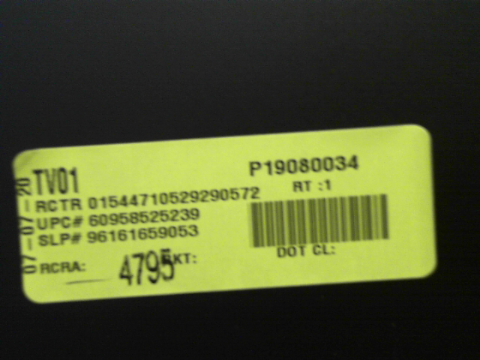 07-07-20
TV01
P19080034
RCTR 01544710529290572
RT :1
UPC# 60958525239
SLP# 96161659053
RCRA:
4795
KT:
DOT CL: